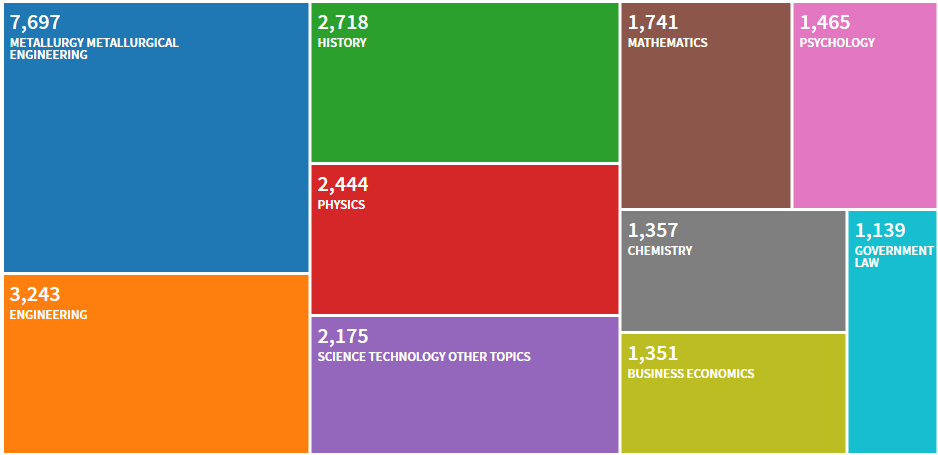 7,697
METALLURGY METALLURGICAL
ENGINEERING
3,243
ENGINEERING
2,718
HISTORY
2,444
PHYSICS
2,175
SCIENCE TECHNOLOGY OTHER TOPICS
1,741
MATHEMATICS
1,465
PSYCHOLOGY
1,357
CHEMISTRY
1,351
BUSINESS ECONOMICS
1,139
GOVERNMENT
LAW